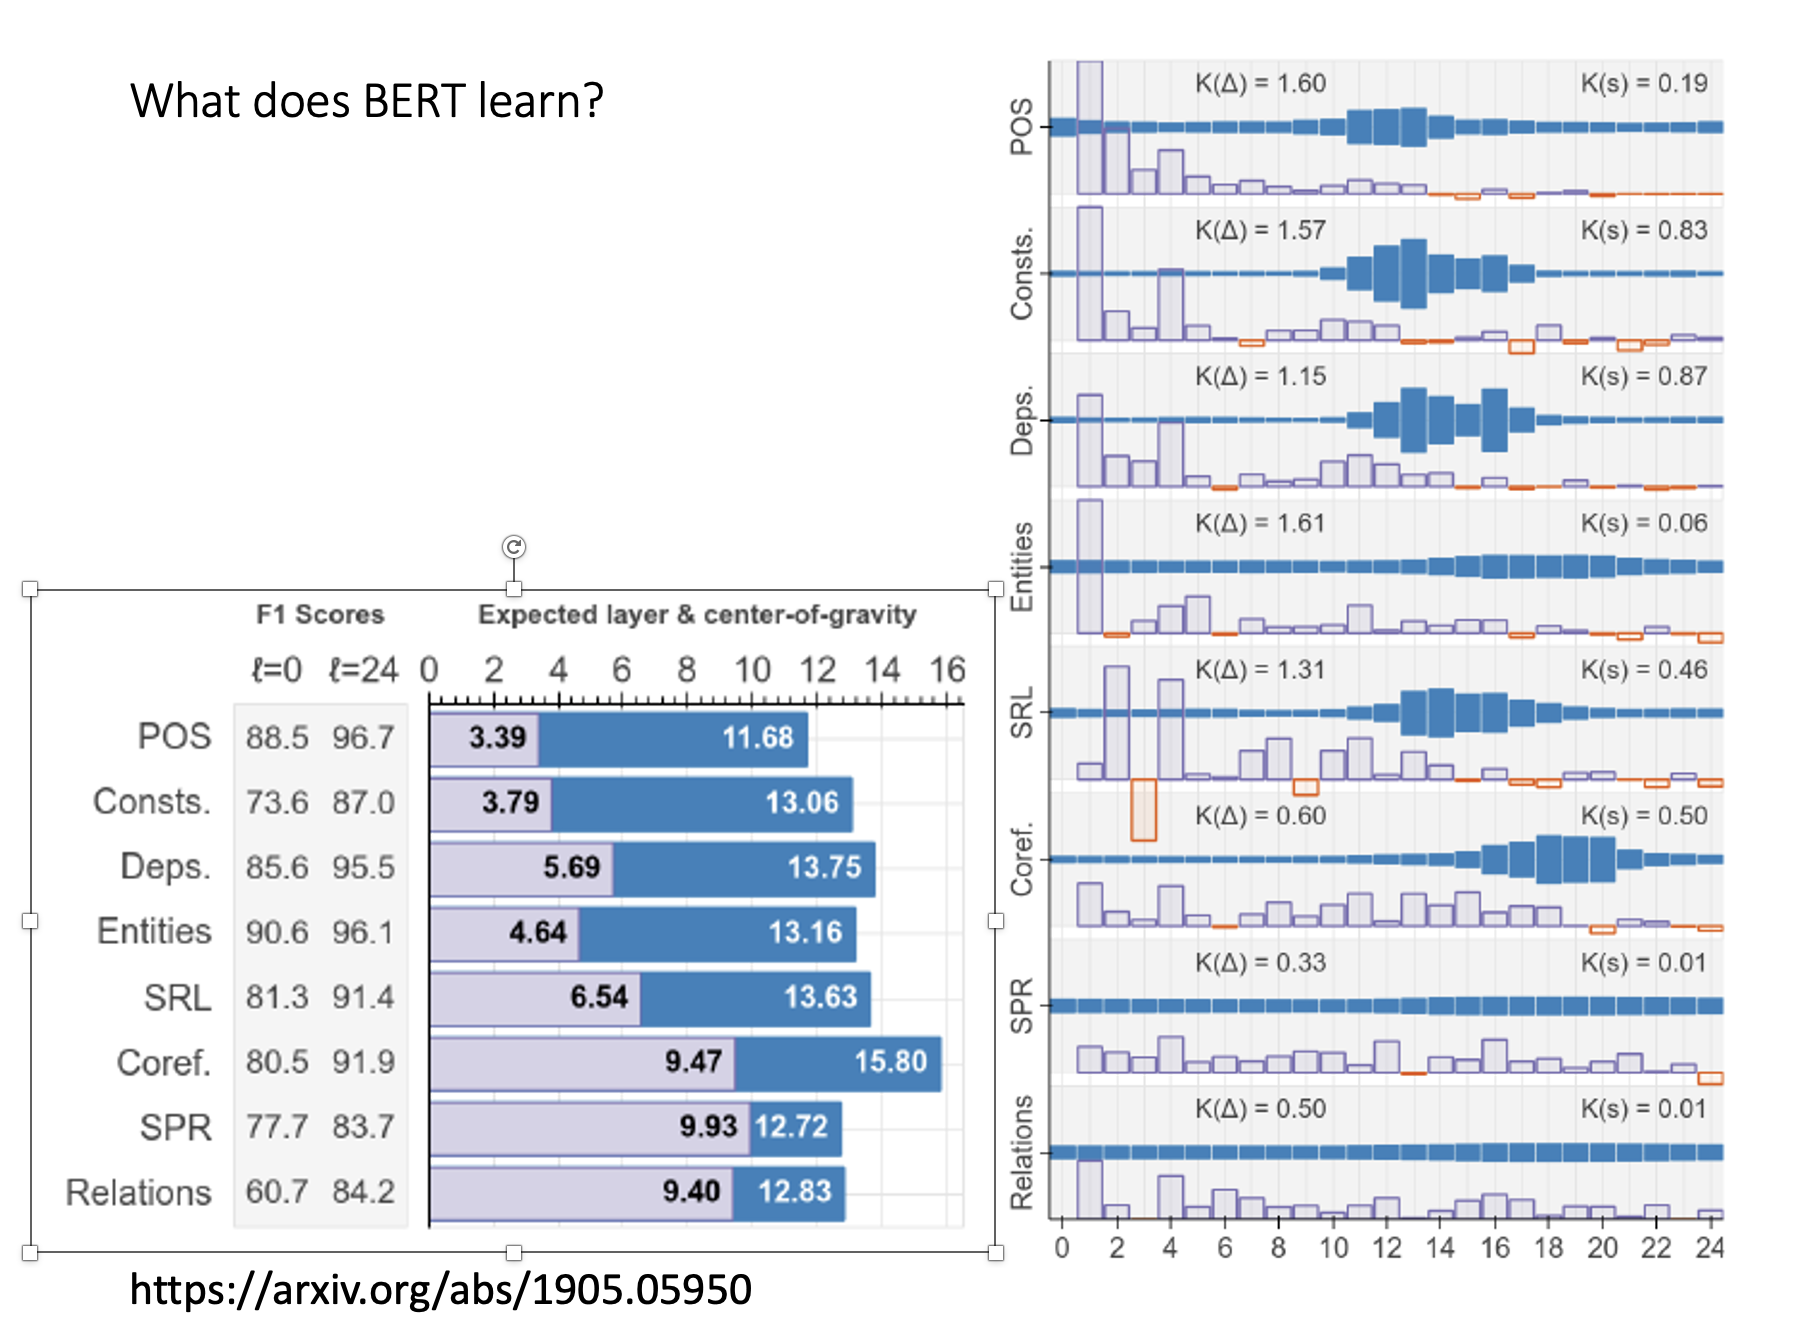 What does BERT learn?
F1 Scores Expected layer & center-of-gravity
ℓ=0 ℓ=24 0 2 4 6 8 10 12 14 16
POS 88.5 96.7 3.39 11.68
Consts. 73.6 87.0 3.79 13.06
Deps. 85.6 95.5 5.69 13.75
Entities 90.6 96.1 4.64 13.16
SRL 81.3 91.4 6.54 13.63
Coref. 80.5 91.9 9.47 15.80
SPR 77.7 83.7 9.93 12.72
Relations 60.7 84.2 9.40 12.83
https://arxiv.org/abs/1905.05950
POS K(Δ) = 1.60 K(s) = 0.19
Consts. K(Δ) = 1.57 K(s) = 0.83
Deps. K(Δ) = 1.15 K(s) = 0.87
Entities K(Δ) = 1.61 K(s) = 0.06
SRL K(Δ) = 1.31 K(s) = 0.46
Coref. K(Δ) = 0.60 K(s) = 0.50
SPR K(Δ) = 0.33 K(s) = 0.01
Relations K(Δ) = 0.50 K(s) = 0.01
0 2 4 6 8 10 12 14 16 18 20 22 24